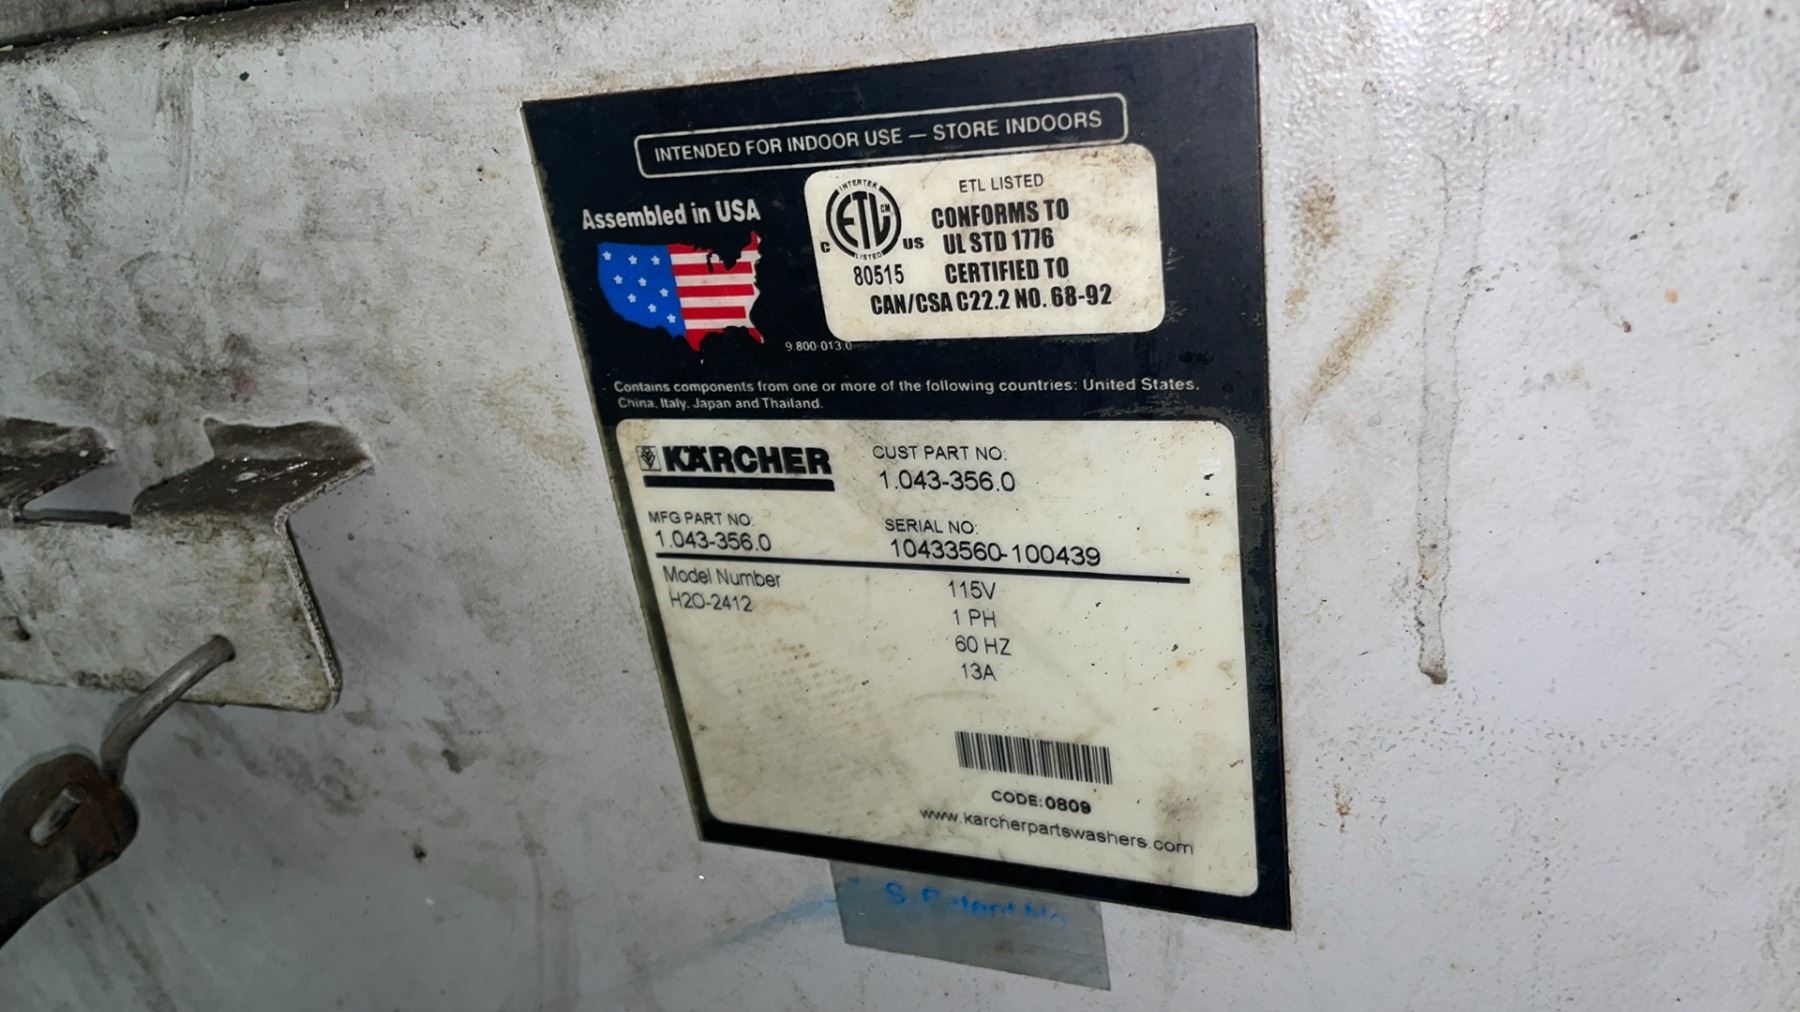 INTENDED FOR INDOOR USE — STORE INDOORS
Assembled in USA
INTERTEK
ETL CM
LISTED
C US
80515
ETL LISTED
CONFORMS TO
UL STD 1776
CERTIFIED TO
CAN/CSA C22.2 NO. 68-92
9.800-013.0
Contains components from one or more of the following countries: United States,
China, Italy, Japan and Thailand.
KÄRCHER
CUST PART NO:
1.043-356.0
MFG PART NO:
1.043-356.0
SERIAL NO:
10433560-100439
Model Number
H2O-2412
115V
1 PH
60 HZ
13A
CODE:0809
www.karcherpartswashers.com
S. Patent No